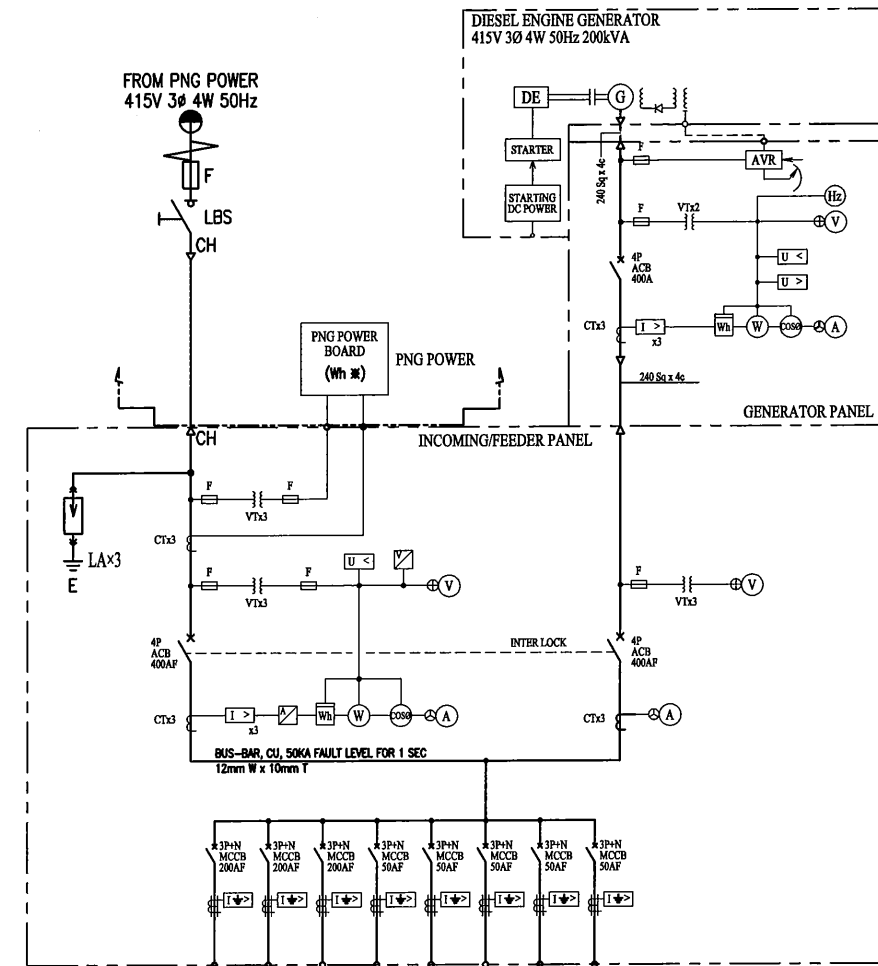 DIESEL ENGINE GENERATOR
415V 3Ø 4W 50Hz 200kVA
FROM PNG POWER
415V 3ø 4W 50Hz
DE
G
STARTER
STARTING
DC POWER
240 Sq x 4c
F
AVR
F
LBS
CH
F
VTx2
Hz
V
4P
ACB
400A
U <
U >
CTx3
I >
x3
Wh
W
COSØ
A
240 Sq x 4c
PNG POWER
BOARD
(Wh ※)
PNG POWER
GENERATOR PANEL
CH
INCOMING/FEEDER PANEL
F
F
VTx3
LA×3
E
CTx3
U <
V
F
F
VTx3
V
F
VTx3
V
4P
ACB
400AF
INTER LOCK
4P
ACB
400AF
CTx3
I >
x3
A
Wh
W
COSØ
A
CTx3
A
BUS-BAR, CU, 50KA FAULT LEVEL FOR 1 SEC
12mm W x 10mm T
3P+N
MCCB
200AF
3P+N
MCCB
200AF
3P+N
MCCB
200AF
3P+N
MCCB
50AF
3P+N
MCCB
50AF
3P+N
MCCB
50AF
3P+N
MCCB
50AF
3P+N
MCCB
50AF
I ⏚>
I ⏚>
I ⏚>
I ⏚>
I ⏚>
I ⏚>
I ⏚>
I ⏚>